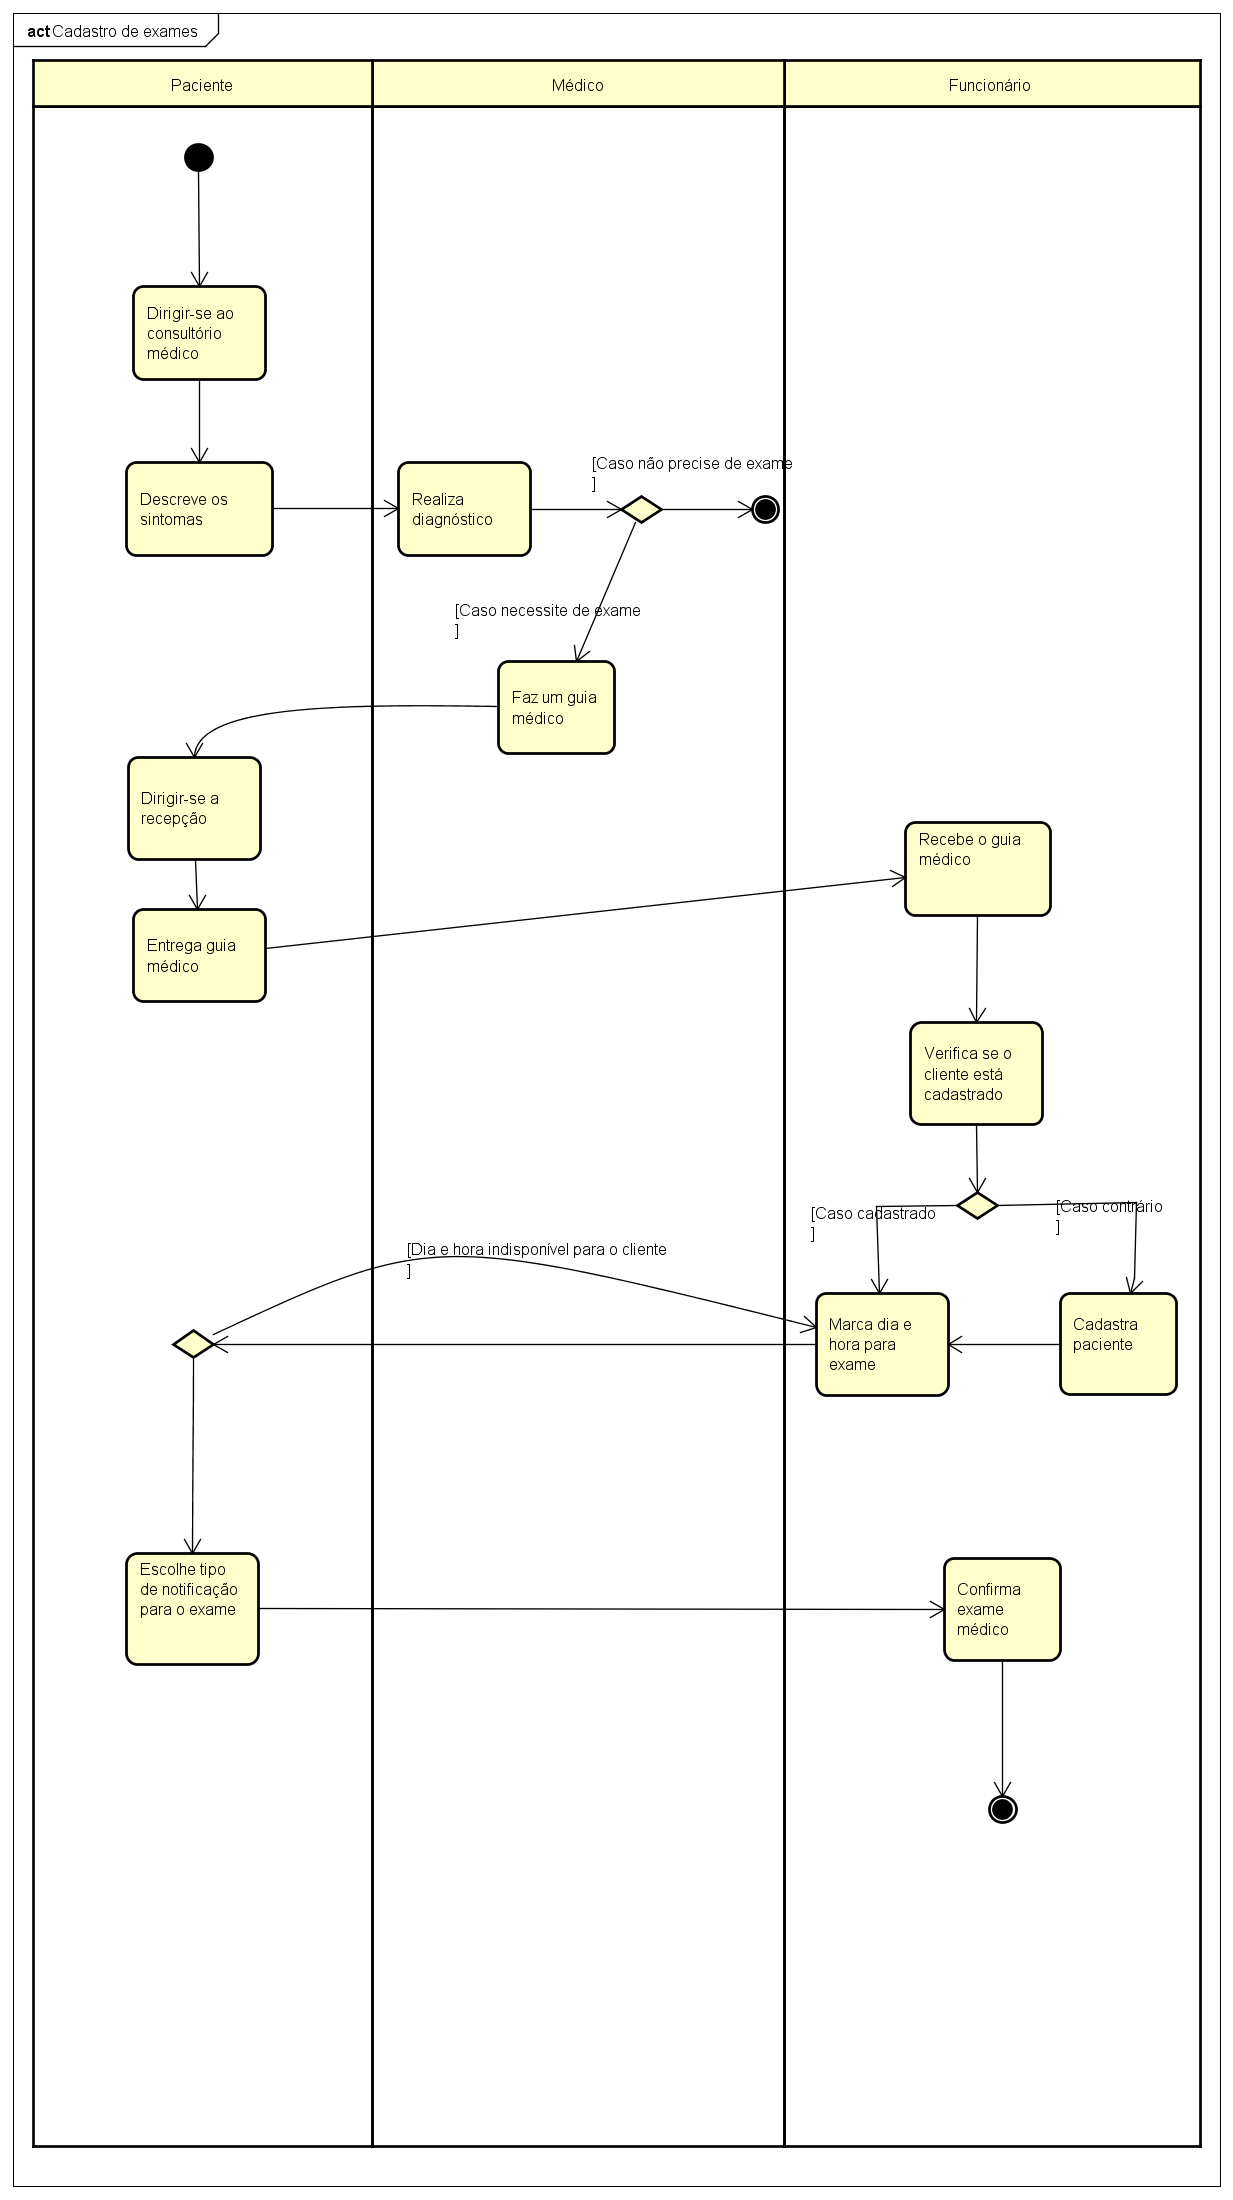 act Cadastro de exames
Paciente
Médico
Funcionário
Dirigir-se ao
consultório
médico
Descreve os
sintomas
Realiza
diagnóstico
[Caso não precise de exame
]
[Caso necessite de exame
]
Faz um guia
médico
Dirigir-se a
recepção
Entrega guia
médico
Recebe o guia
médico
Verifica se o
cliente está
cadastrado
[Caso cadastrado
]
[Caso contrário
]
[Dia e hora indisponível para o cliente
]
Marca dia e
hora para
exame
Cadastra
paciente
Escolhe tipo
de notificação
para o exame
Confirma
exame
médico